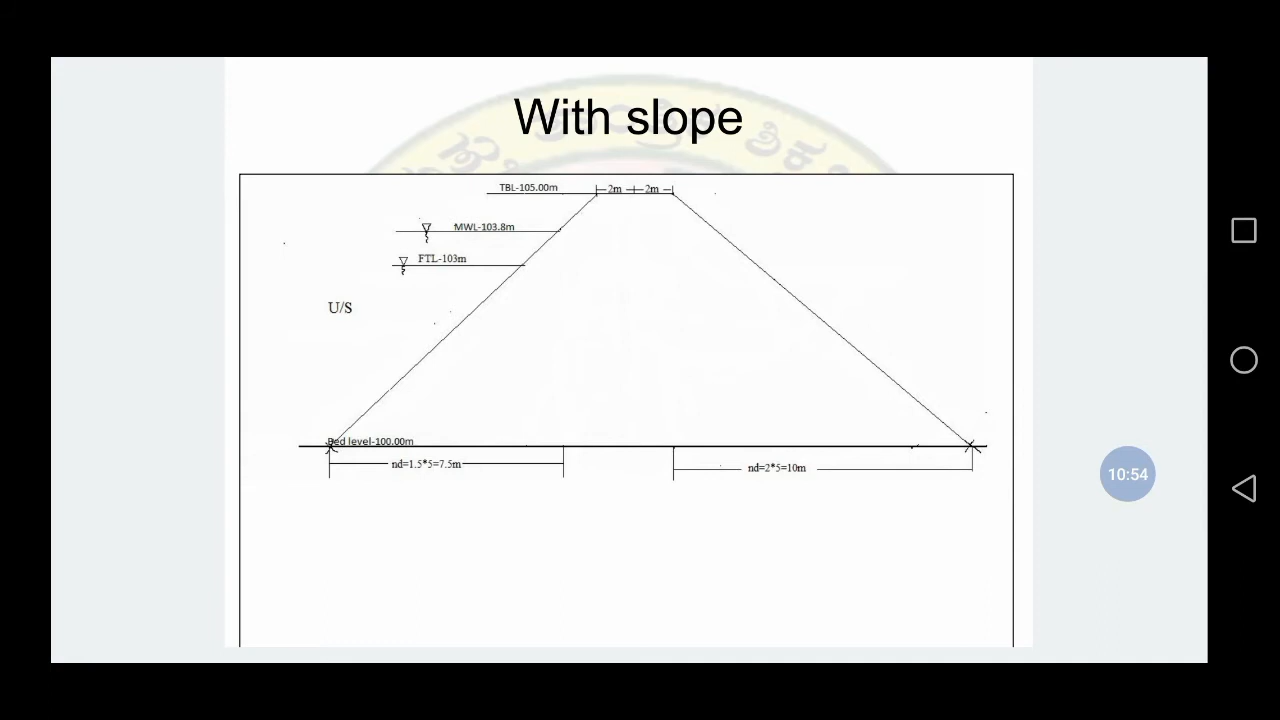 With slope
TBL-105.00m
2m
2m
MWL-103.8m
FTL-103m
U/S
Bed level-100.00m
nd=1.5*5=7.5m
nd=2*5=10m
10:54